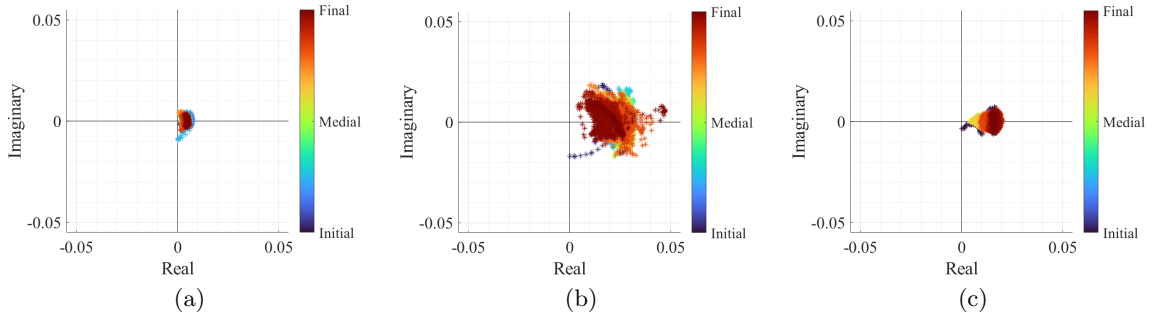 0.05
0
-0.05
-0.05
0
0.05
Imaginary
Real
Final
Medial
Initial
(a)
0.05
0
-0.05
-0.05
0
0.05
Imaginary
Real
Final
Medial
Initial
(b)
0.05
0
-0.05
-0.05
0
0.05
Imaginary
Real
Final
Medial
Initial
(c)